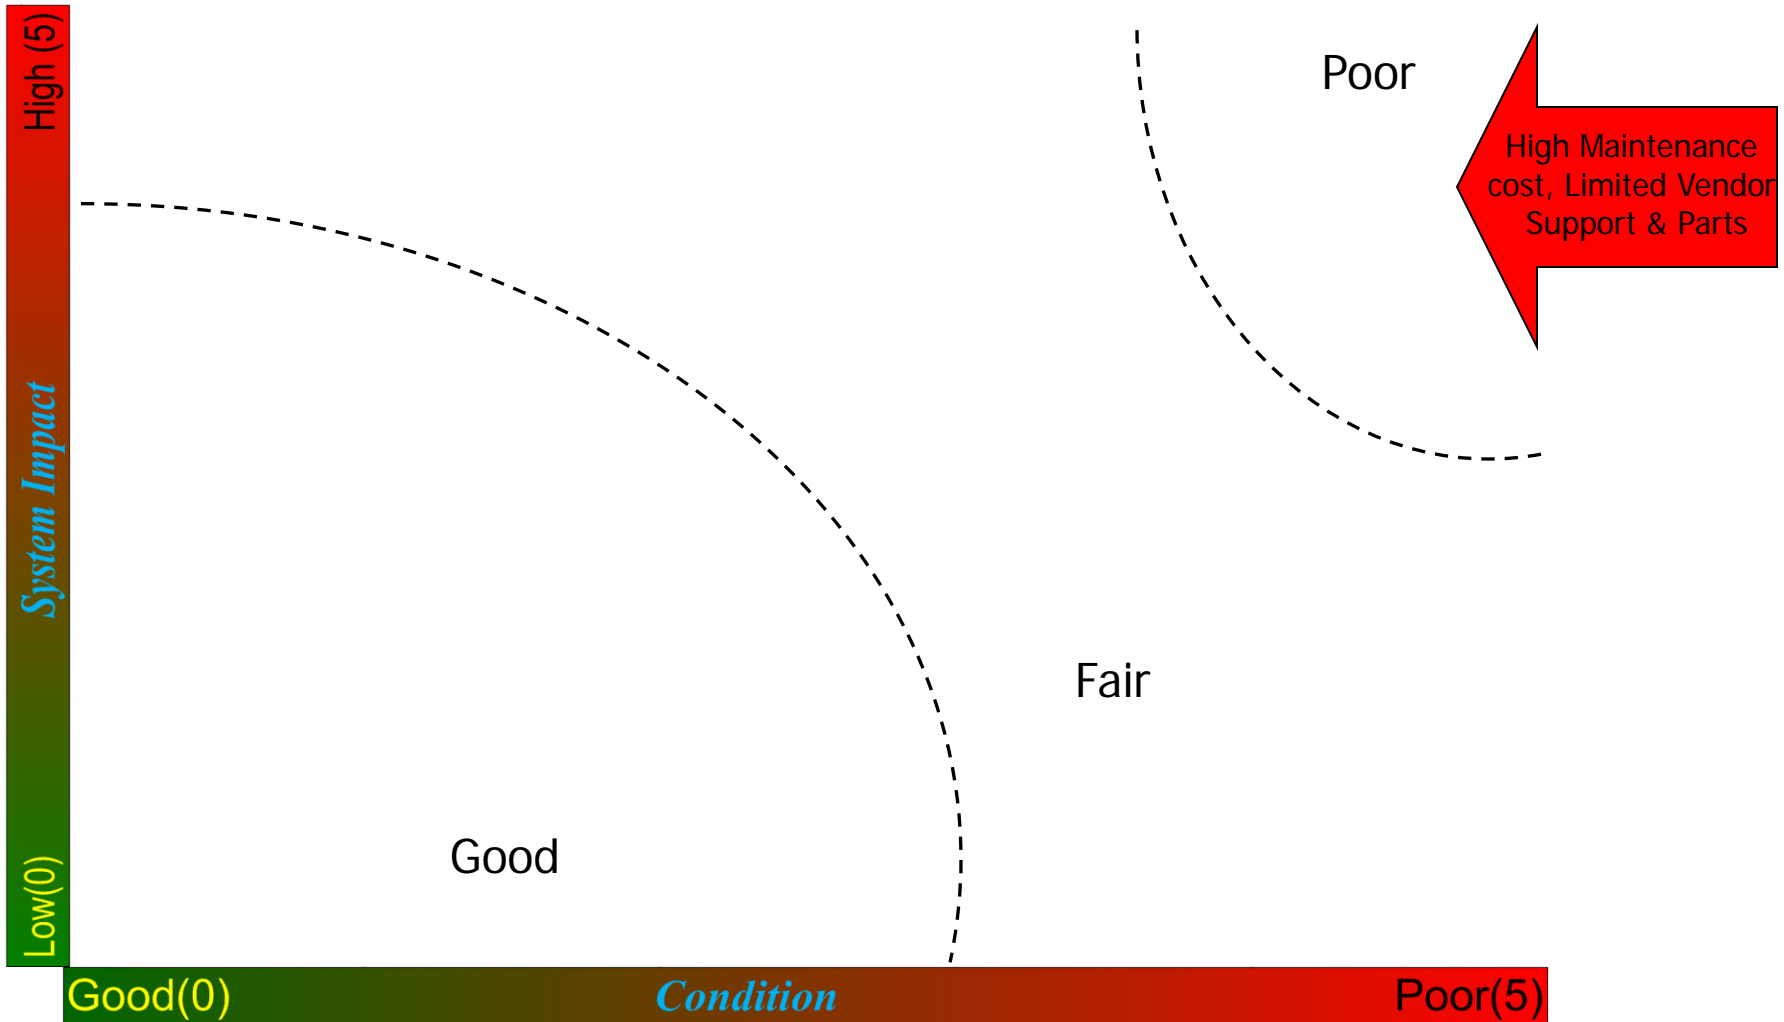 High (5)
Poor
High Maintenance
cost, Limited Vendor
Support & Parts
System Impact
Fair
Good
Low(0)
Good(0)
Condition
Poor(5)